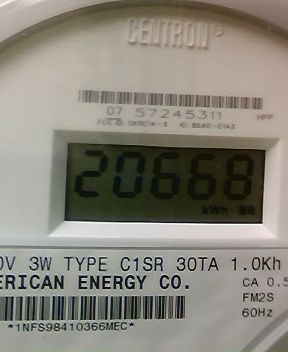 CENTRON®
07 57245311
HPP
20668
kWh
0V 3W TYPE C1SR 30TA 1.0Kh
ERICAN ENERGY CO.
CA 0.5
FM2S
60Hz
*1NFS98410366MEC*